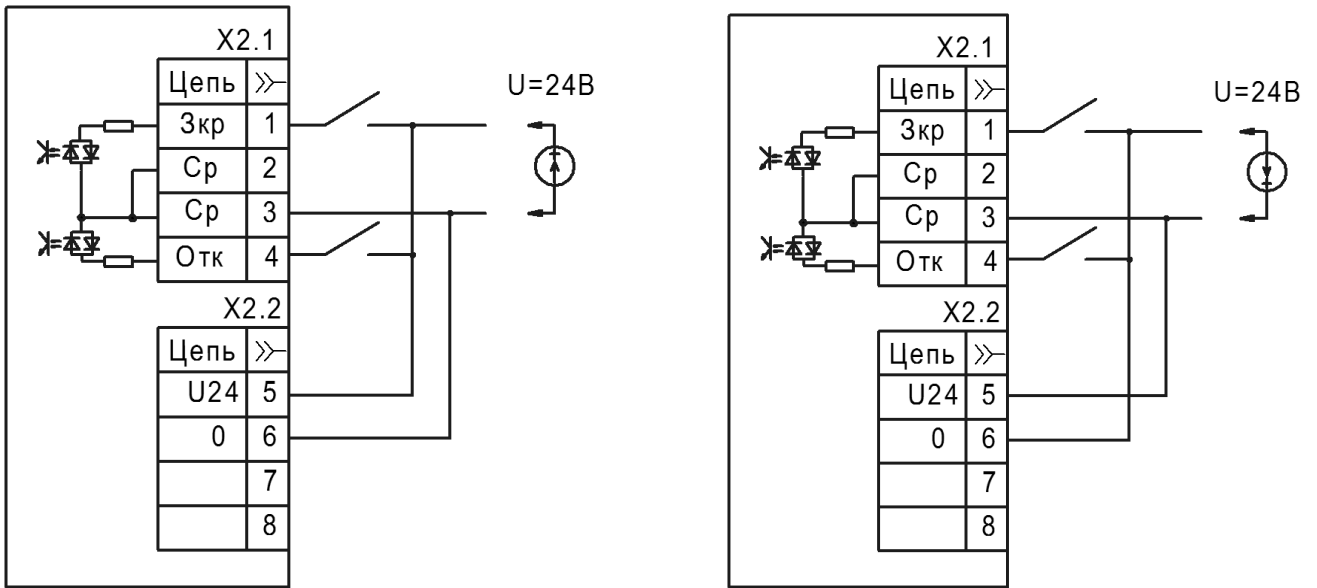 X2.1
Цепь
Зкр 1
Ср 2
Ср 3
Отк 4
X2.2
Цепь
U24 5
0 6
7
8
U=24В
X2.1
Цепь
Зкр 1
Ср 2
Ср 3
Отк 4
X2.2
Цепь
U24 5
0 6
7
8
U=24В